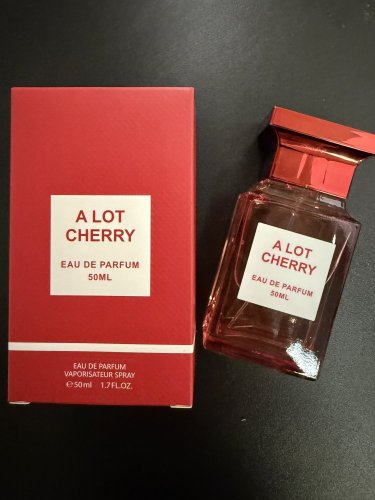 A LOT
CHERRY
EAU DE PARFUM
50ML
EAU DE PARFUM
VAPORISATEUR SPRAY
℮50ml 1.7FL.OZ.
A LOT
CHERRY
EAU DE PARFUM
50ML